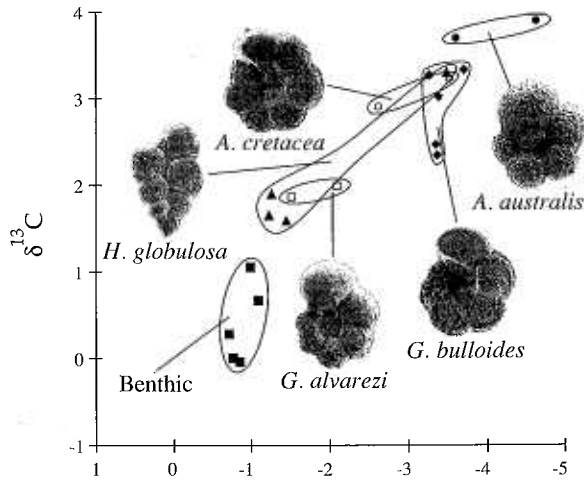 4
3
2
1
0
-1
δ13C
A. cretacea
A. australis
H. globulosa
G. bulloides
Benthic
G. alvarezi
1 0 -1 -2 -3 -4 -5